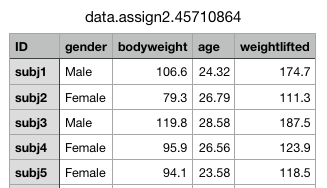 data.assign2.45710864
ID gender bodyweight age weightlifted
subj1 Male 106.6 24.32 174.7
subj2 Female 79.3 26.79 111.3
subj3 Male 119.8 28.58 187.5
subj4 Female 95.9 26.56 123.9
subj5 Female 94.1 23.58 118.5